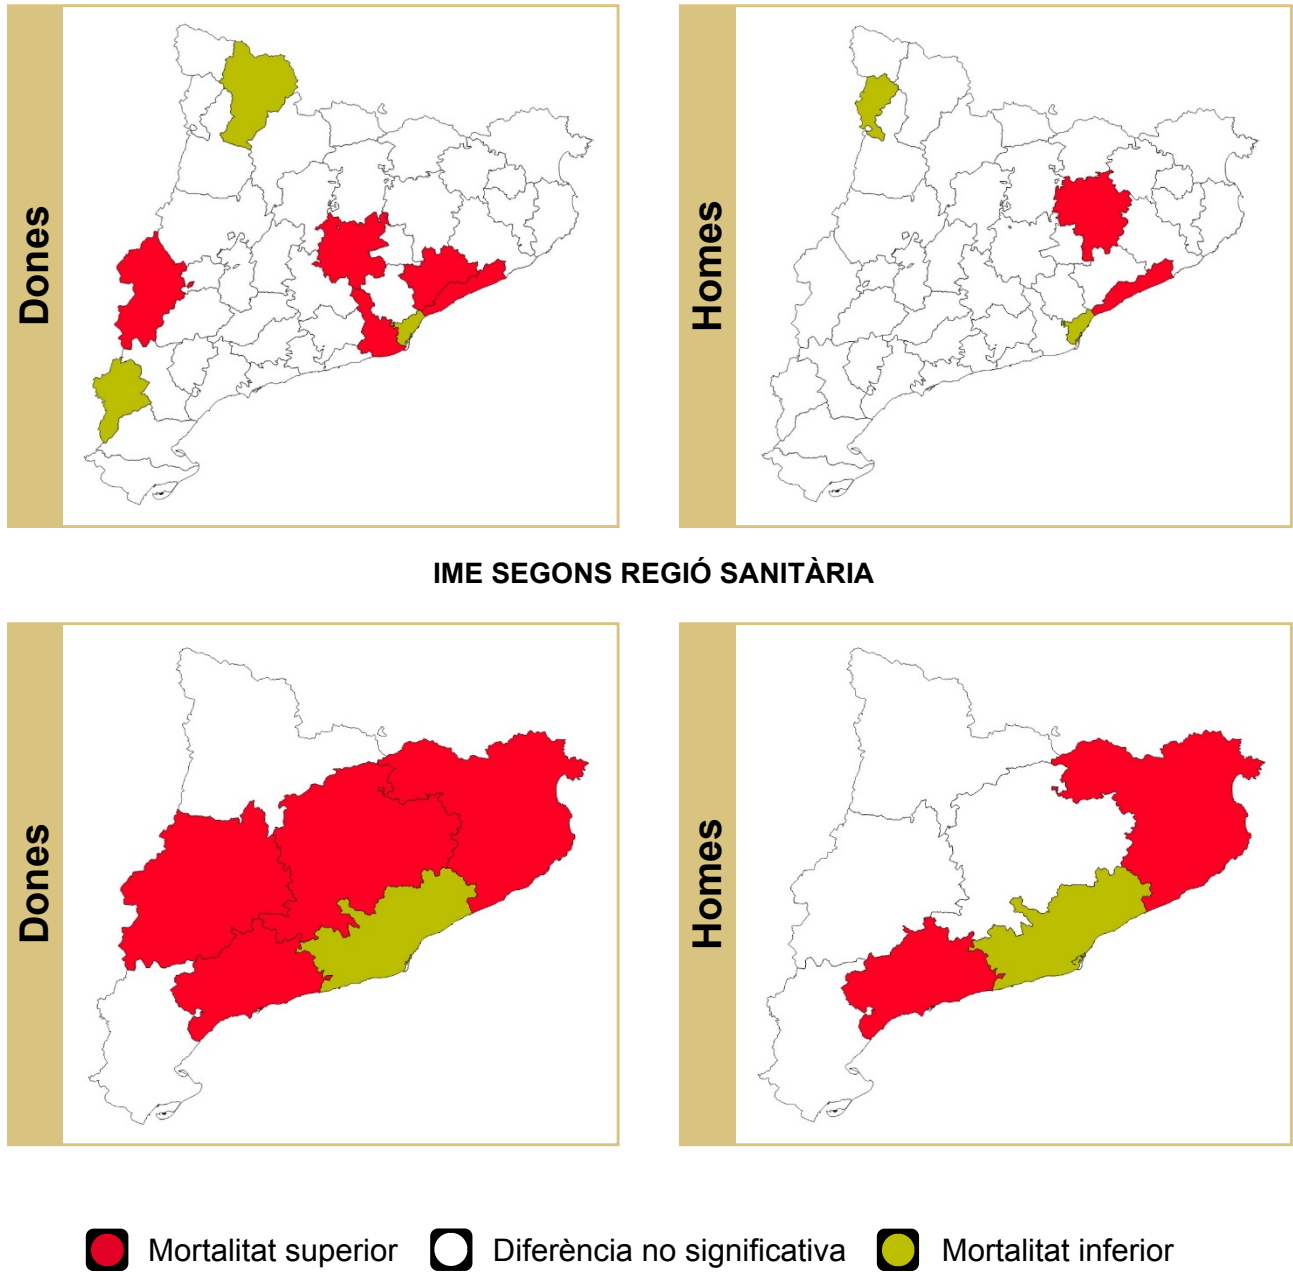 Dones
Homes
IME SEGONS REGIÓ SANITÀRIA
Dones
Homes
Mortalitat superior
Diferència no significativa
Mortalitat inferior